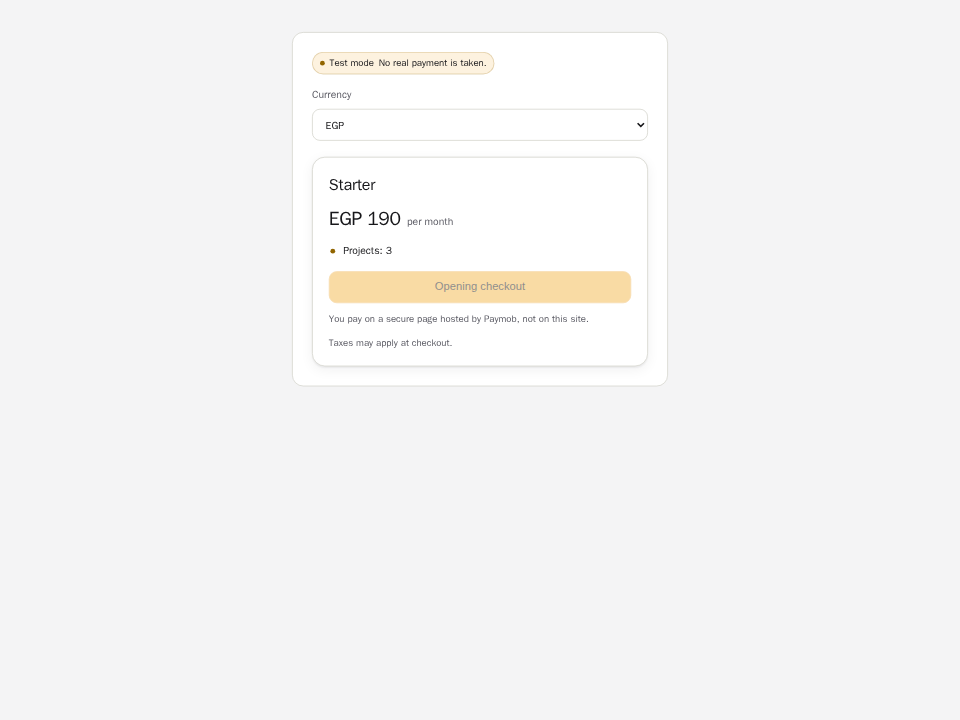 Test mode No real payment is taken.
Currency
EGP
Starter
EGP 190 per month
Projects: 3
Opening checkout
You pay on a secure page hosted by Paymob, not on this site.
Taxes may apply at checkout.